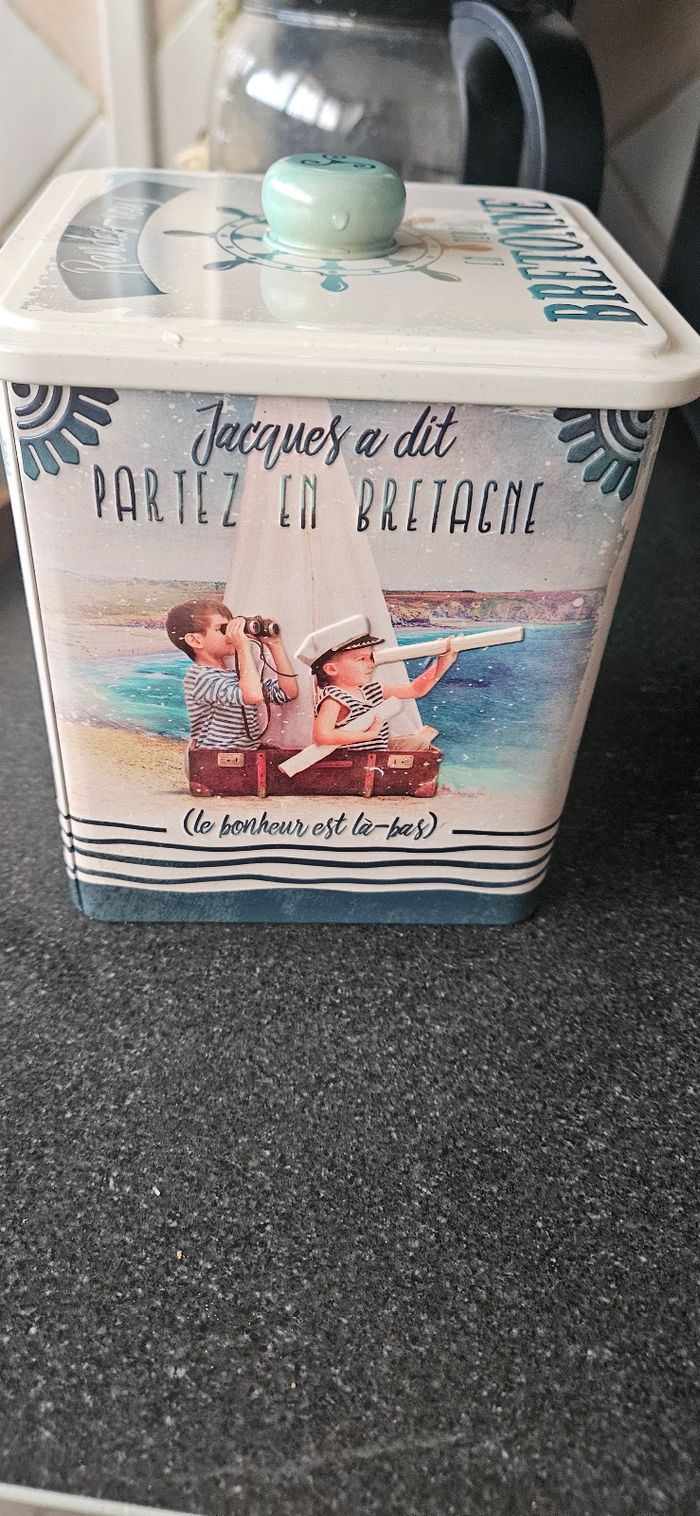 BRETONNE
Jacques a dit
PARTEZ EN BRETAGNE
(le bonheur est là-bas)